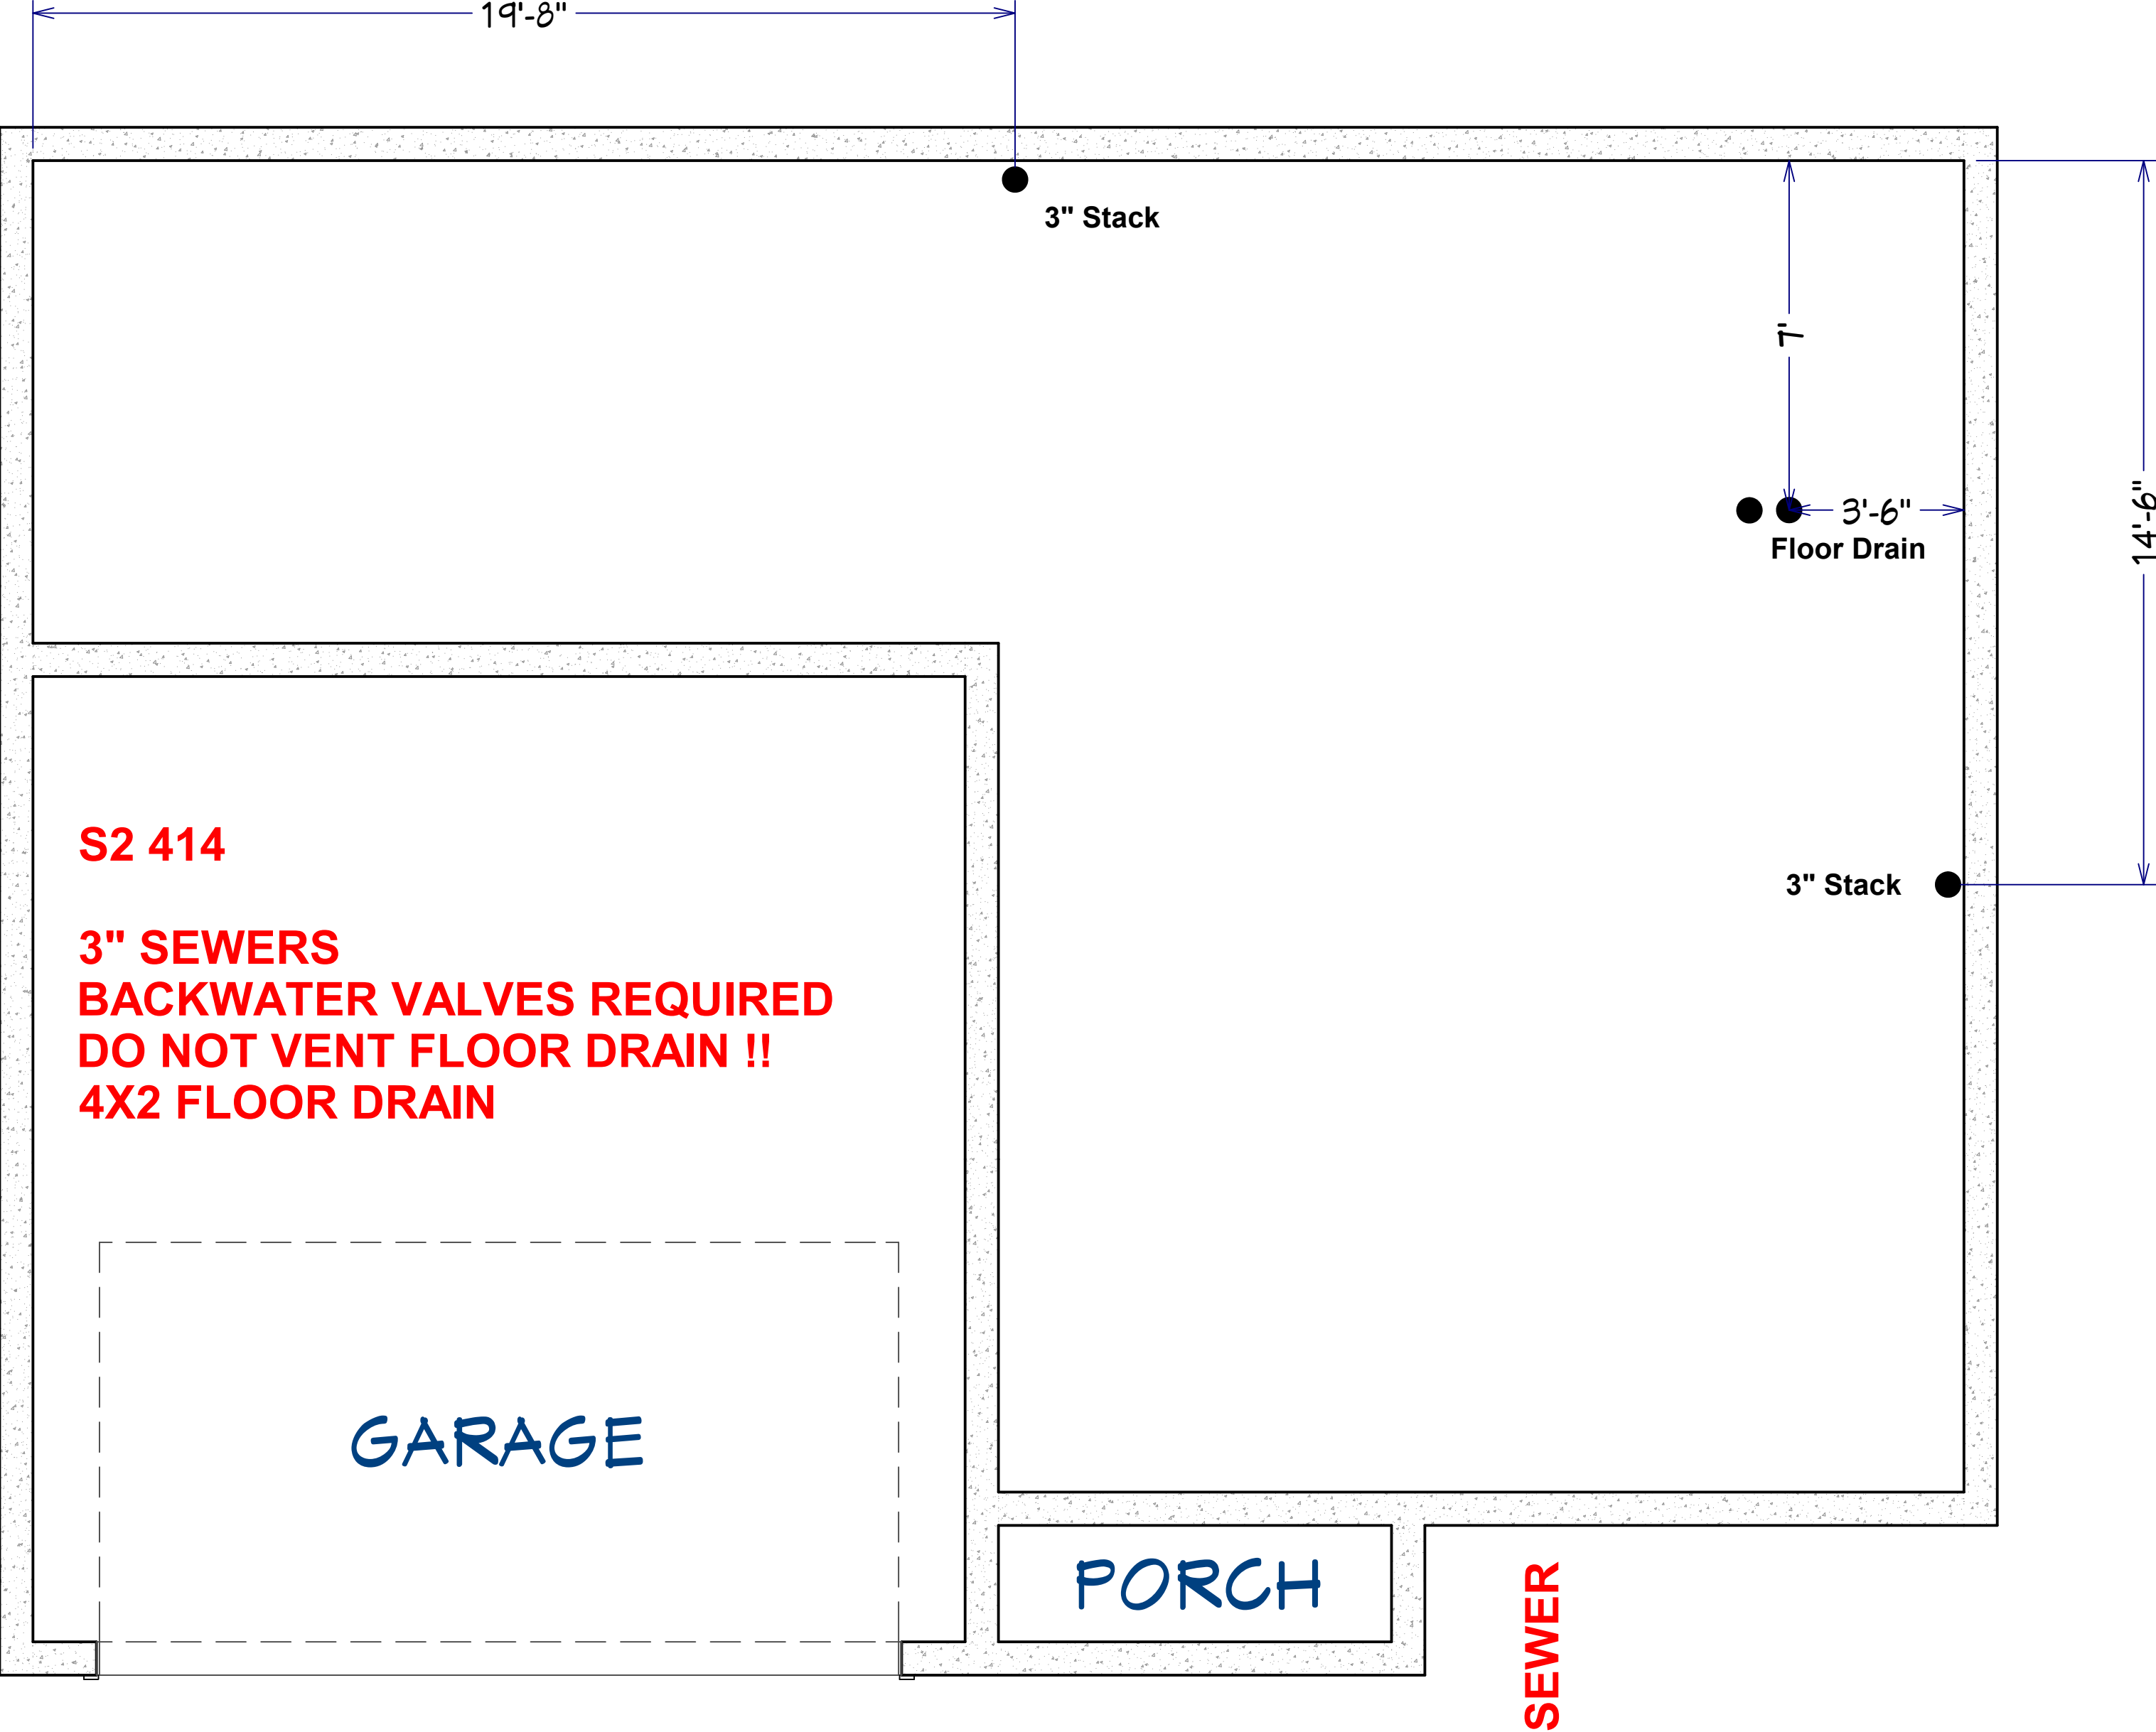 19'-8"
3" Stack
7'
3'-6"
Floor Drain
14'-6"
3" Stack
S2 414
3" SEWERS
BACKWATER VALVES REQUIRED
DO NOT VENT FLOOR DRAIN !!
4X2 FLOOR DRAIN
GARAGE
PORCH
SEWER